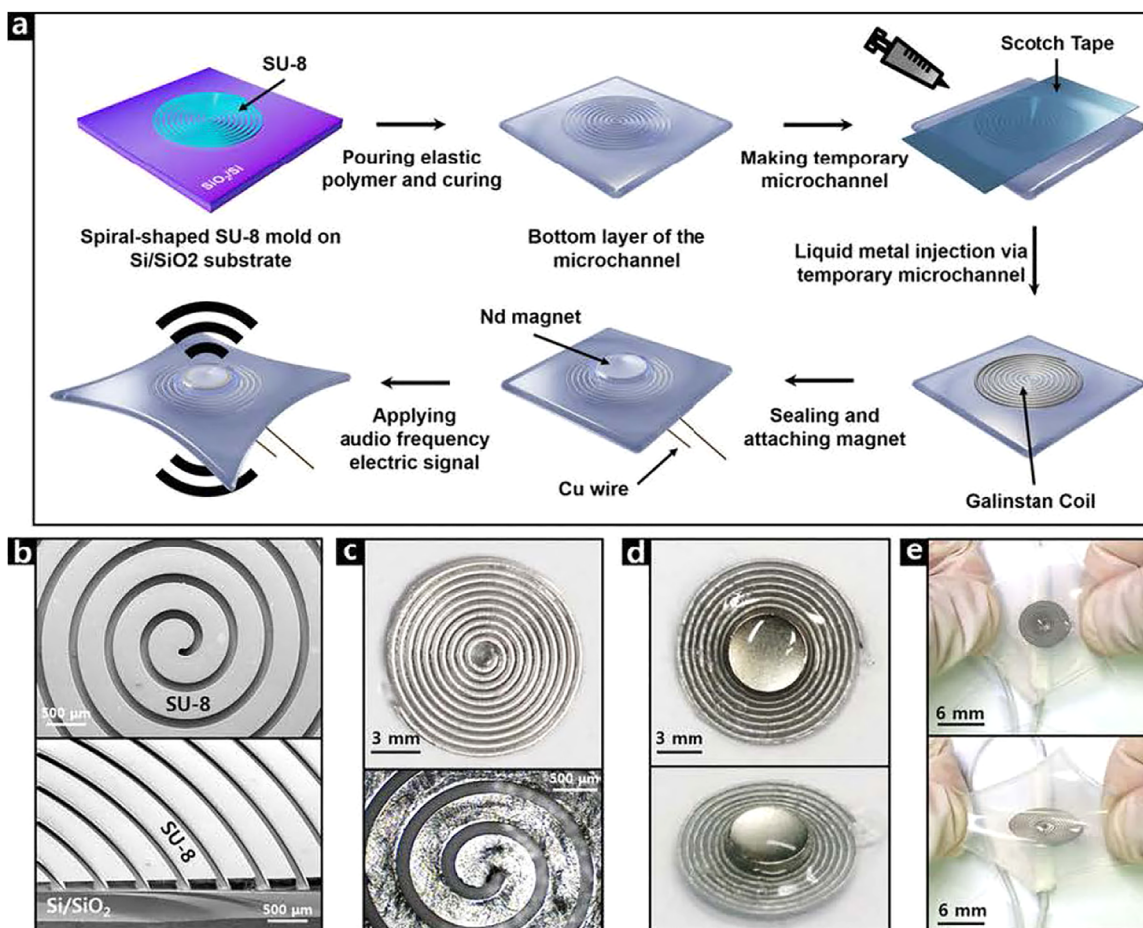 a
SU-8
SiO2/Si
Spiral-shaped SU-8 mold on
Si/SiO2 substrate
Pouring elastic
polymer and curing
Bottom layer of the
microchannel
Making temporary
microchannel
Scotch Tape
Liquid metal injection via
temporary microchannel
Galinstan Coil
Sealing and
attaching magnet
Nd magnet
Cu wire
Applying
audio frequency
electric signal
b
SU-8
500 μm
SU-8
Si/SiO2
500 μm
c
3 mm
500 μm
d
3 mm
e
6 mm
6 mm